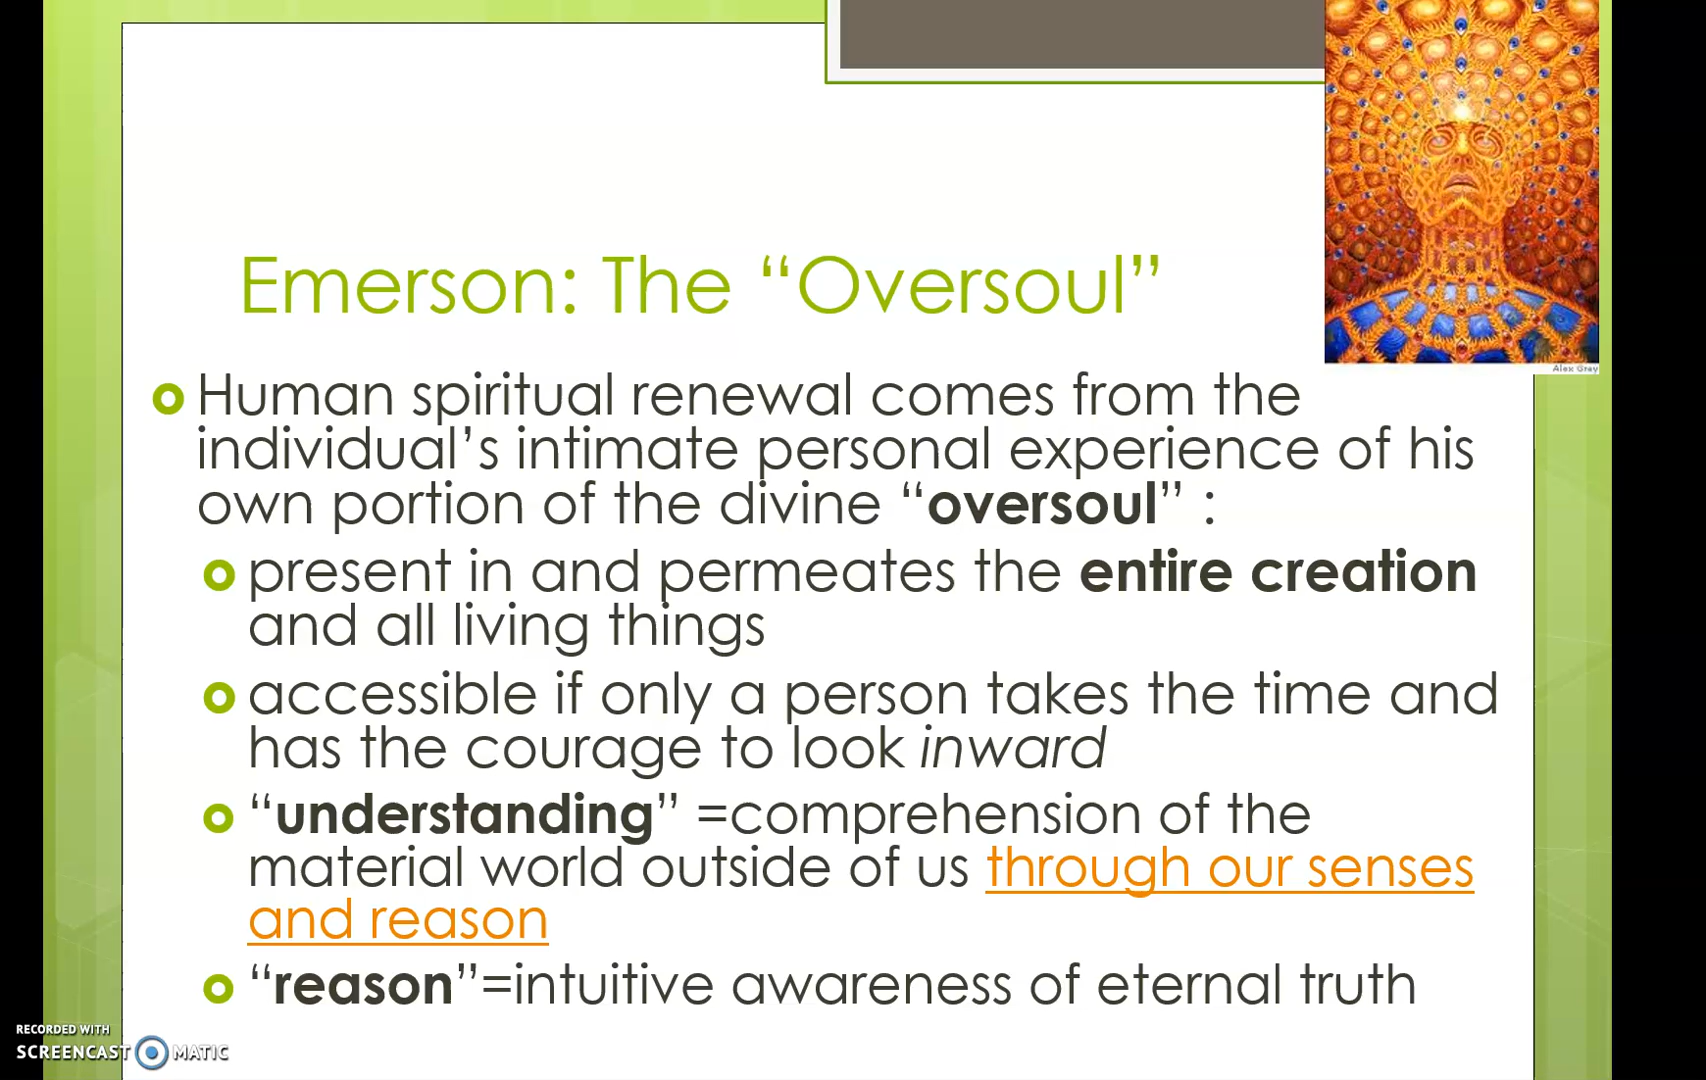 Alex Grey
Emerson: The “Oversoul”
Human spiritual renewal comes from the
individual’s intimate personal experience of his
own portion of the divine “oversoul” :
present in and permeates the entire creation
and all living things
accessible if only a person takes the time and
has the courage to look inward
“understanding” =comprehension of the
material world outside of us through our senses
and reason
“reason”=intuitive awareness of eternal truth
RECORDED WITH
SCREENCAST MATIC